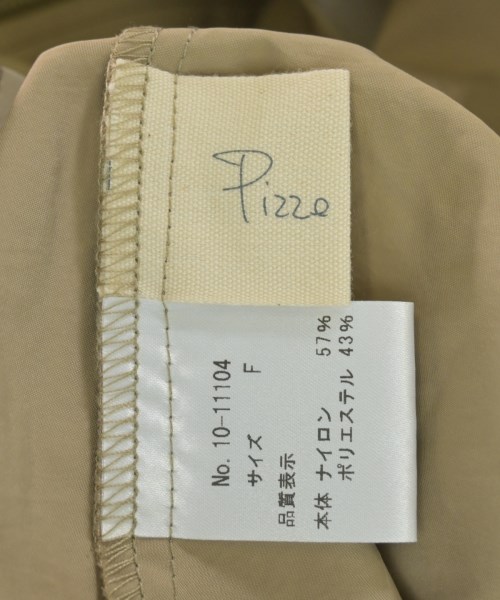 Pizze
No. 10-11104
サイズ F
品質表示
本体 ナイロン 57%
ポリエステル 43%